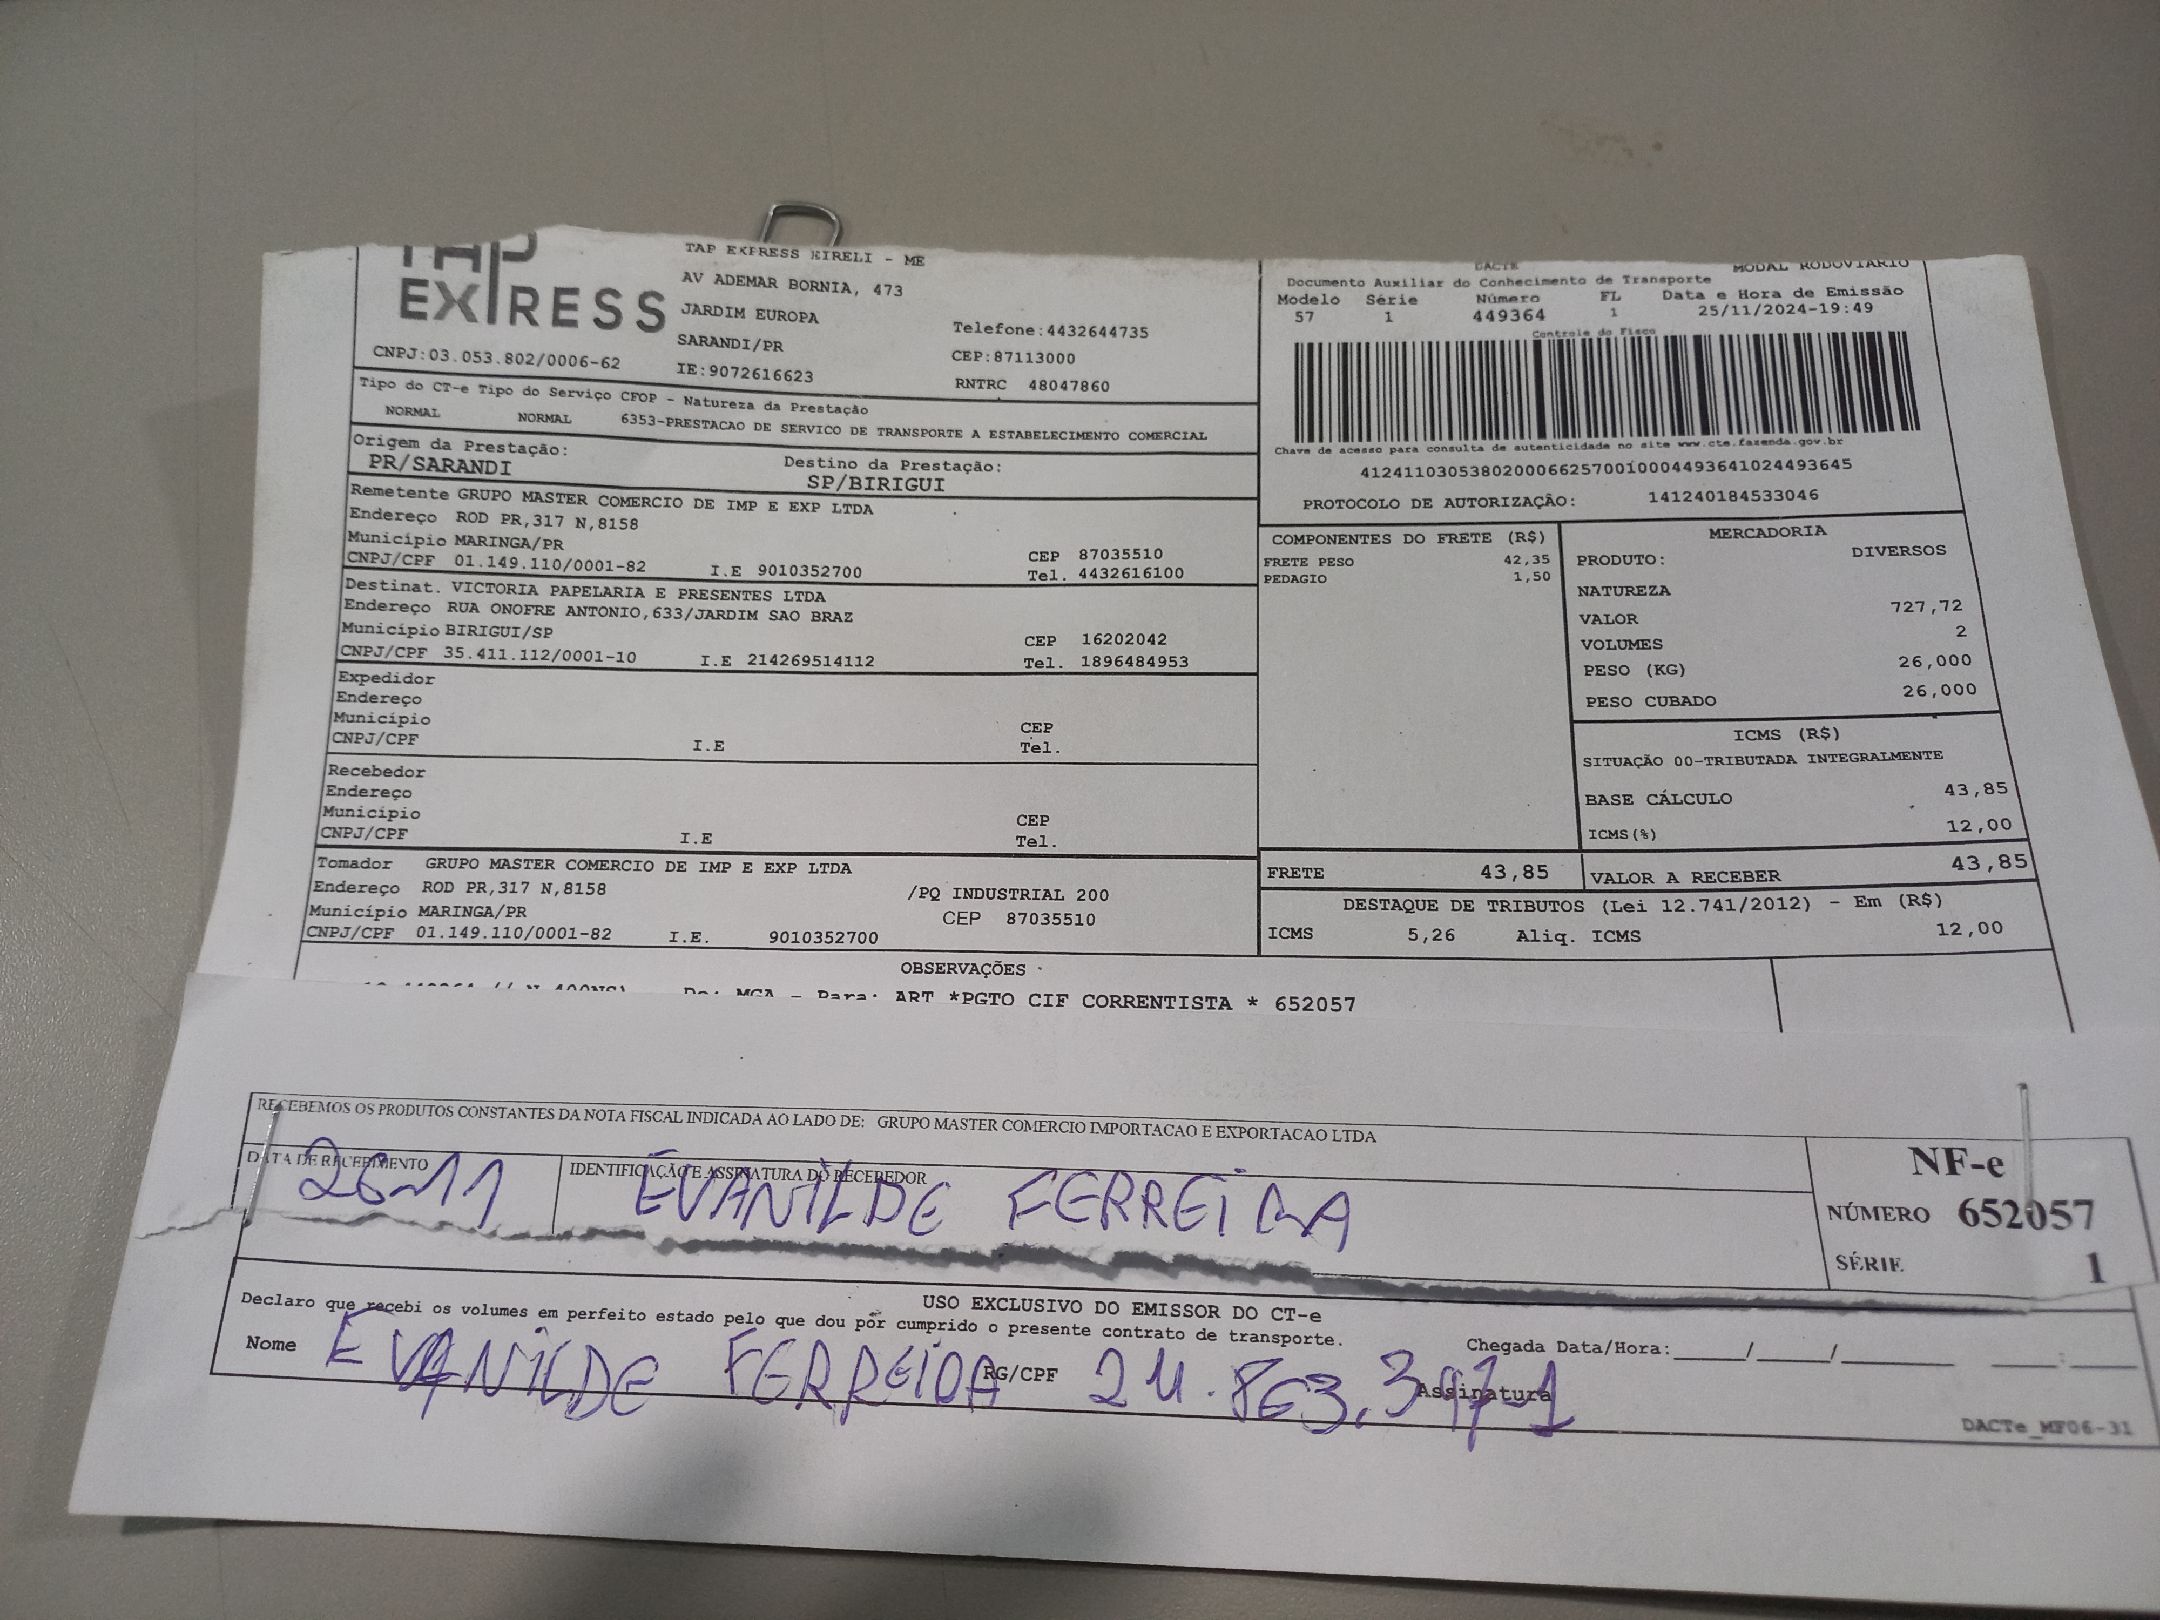 TAP
EXPRESS
TAP EXPRESS EIRELI - ME
AV ADEMAR BORNIA, 473
JARDIM EUROPA
SARANDI/PR
IE:9072616623
Telefone:4432644735
CEP:87113000
RNTRC 48047860
CNPJ:03.053.802/0006-62
DACTE MODAL RODOVIARIO
Documento Auxiliar do Conhecimento de Transporte
Modelo Série Número FL Data e Hora de Emissão
57 1 449364 1 25/11/2024-19:49
Controle do Fisco
Chave de acesso para consulta de autenticidade no site www.cte.fazenda.gov.br
41241103053802000662570010004493641024493645
PROTOCOLO DE AUTORIZAÇÃO: 141240184533046
Tipo do CT-e Tipo do Serviço CFOP - Natureza da Prestação
NORMAL NORMAL 6353-PRESTACAO DE SERVICO DE TRANSPORTE A ESTABELECIMENTO COMERCIAL
Origem da Prestação: Destino da Prestação:
PR/SARANDI SP/BIRIGUI
Remetente GRUPO MASTER COMERCIO DE IMP E EXP LTDA
Endereço ROD PR,317 N,8158
Município MARINGA/PR CEP 87035510
CNPJ/CPF 01.149.110/0001-82 I.E 9010352700 Tel. 4432616100
Destinat. VICTORIA PAPELARIA E PRESENTES LTDA
Endereço RUA ONOFRE ANTONIO,633/JARDIM SAO BRAZ
Município BIRIGUI/SP CEP 16202042
CNPJ/CPF 35.411.112/0001-10 I.E 214269514112 Tel. 1896484953
Expedidor
Endereço
Município CEP
CNPJ/CPF I.E Tel.
Recebedor
Endereço
Município CEP
CNPJ/CPF I.E Tel.
Tomador GRUPO MASTER COMERCIO DE IMP E EXP LTDA
Endereço ROD PR,317 N,8158 /PQ INDUSTRIAL 200
Município MARINGA/PR CEP 87035510
CNPJ/CPF 01.149.110/0001-82 I.E. 9010352700
COMPONENTES DO FRETE (R$)
FRETE PESO 42,35
PEDAGIO 1,50
MERCADORIA
PRODUTO: DIVERSOS
NATUREZA
VALOR 727,72
VOLUMES 2
PESO (KG) 26,000
PESO CUBADO 26,000
ICMS (R$)
SITUAÇÃO 00-TRIBUTADA INTEGRALMENTE
BASE CÁLCULO 43,85
ICMS(%) 12,00
FRETE 43,85 VALOR A RECEBER 43,85
DESTAQUE DE TRIBUTOS (Lei 12.741/2012) - Em (R$)
ICMS 5,26 Aliq. ICMS 12,00
OBSERVAÇÕES
De: MGA - Para: ART *PGTO CIF CORRENTISTA * 652057
RECEBEMOS OS PRODUTOS CONSTANTES DA NOTA FISCAL INDICADA AO LADO DE: GRUPO MASTER COMERCIO IMPORTACAO E EXPORTACAO LTDA
DATA DE RECEBIMENTO IDENTIFICAÇÃO E ASSINATURA DO RECEBEDOR
26-11 EVANILDE FERREIRA
NF-e
NÚMERO 652057
SÉRIE 1
USO EXCLUSIVO DO EMISSOR DO CT-e
Declaro que recebi os volumes em perfeito estado pelo que dou por cumprido o presente contrato de transporte.
Chegada Data/Hora:____/____/______ ___:___
Nome EVANILDE FERREIRA RG/CPF 24.863.397-1 Assinatura
DACTe_MF06-31